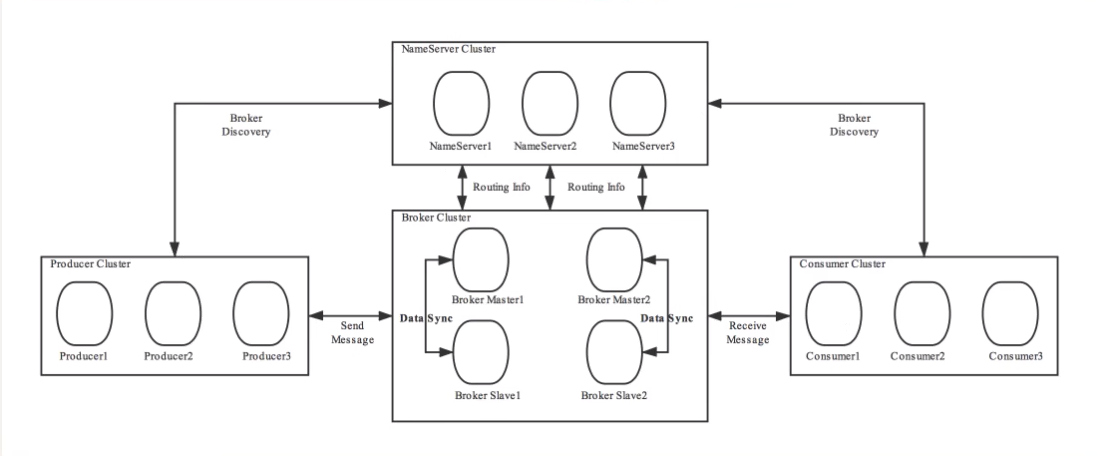 NameServer Cluster
NameServer1 NameServer2 NameServer3
Broker
Discovery
Broker
Discovery
Routing Info Routing Info
Broker Cluster
Broker Master1 Broker Master2
Data Sync Data Sync
Broker Slave1 Broker Slave2
Producer Cluster
Producer1 Producer2 Producer3
Send
Message
Receive
Message
Consumer Cluster
Consumer1 Consumer2 Consumer3